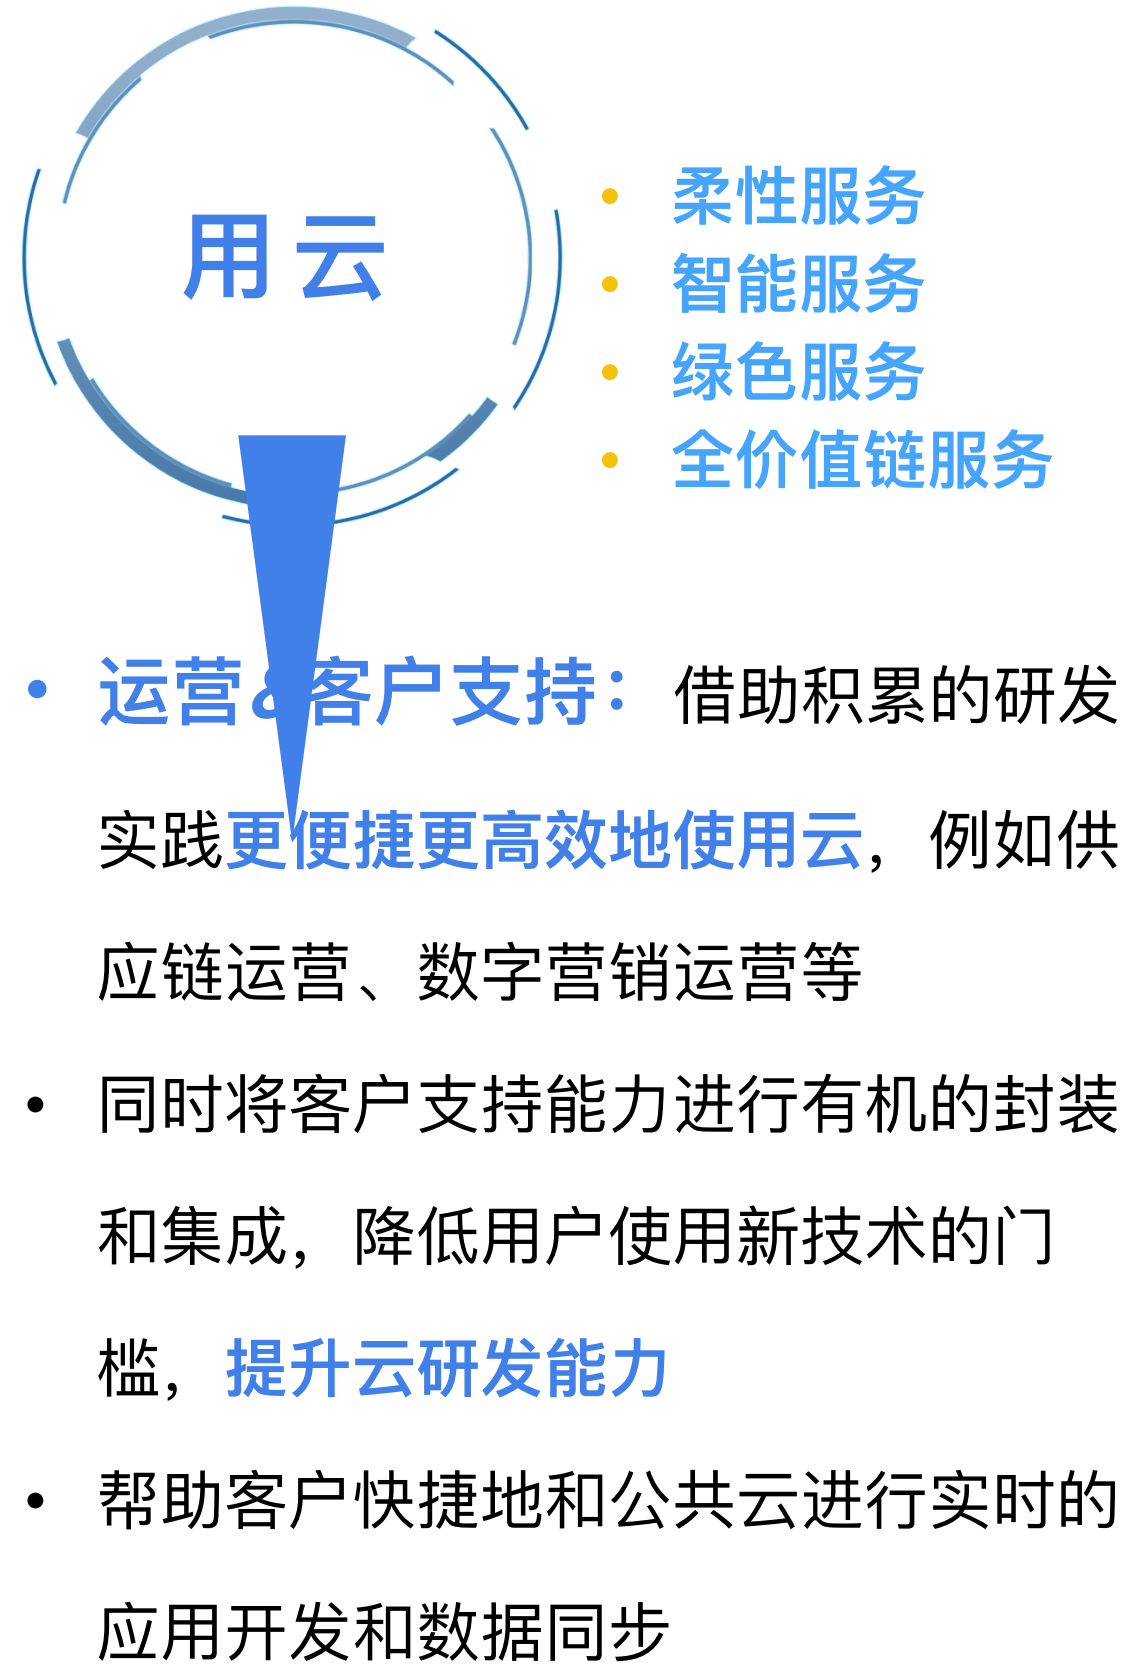 用云
• 柔性服务
• 智能服务
• 绿色服务
• 全价值链服务
• 运营&客户支持：借助积累的研发
实践更便捷更高效地使用云，例如供
应链运营、数字营销运营等
• 同时将客户支持能力进行有机的封装
和集成，降低用户使用新技术的门
槛，提升云研发能力
• 帮助客户快捷地和公共云进行实时的
应用开发和数据同步